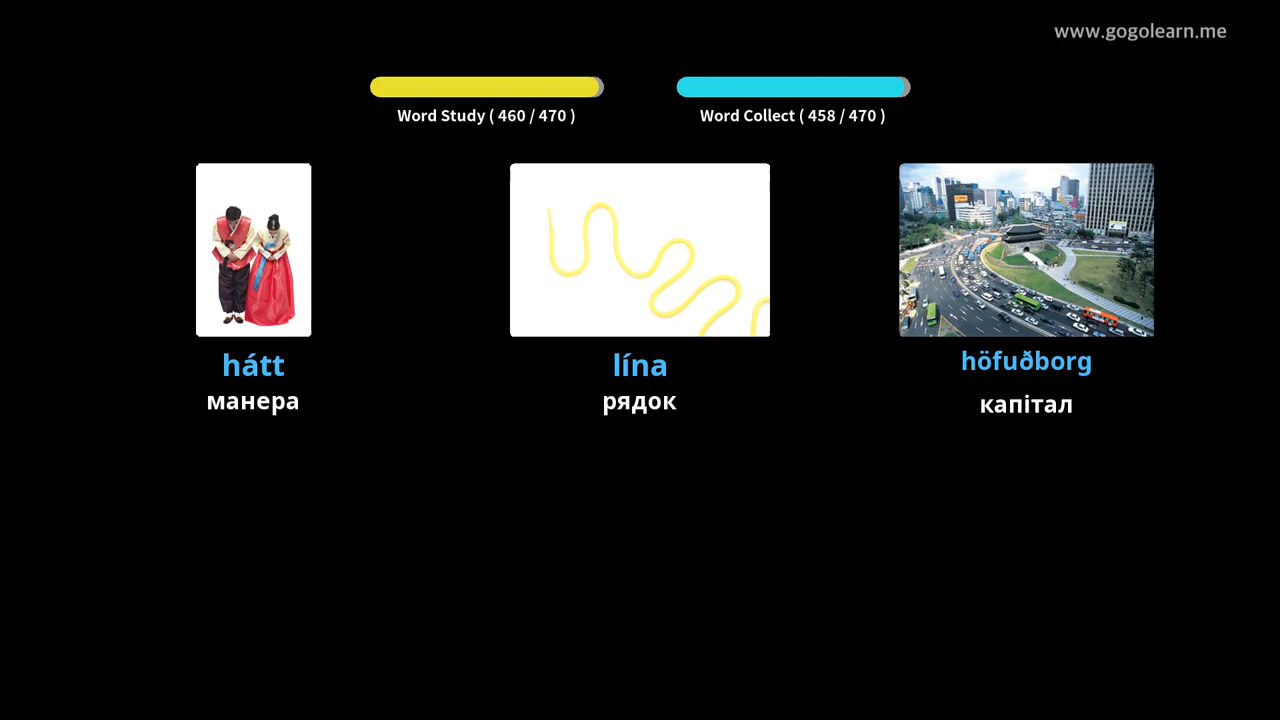 www.gogolearn.me
Word Study ( 460 / 470 )
Word Collect ( 458 / 470 )
hátt
манера
lína
рядок
höfuðborg
капітал